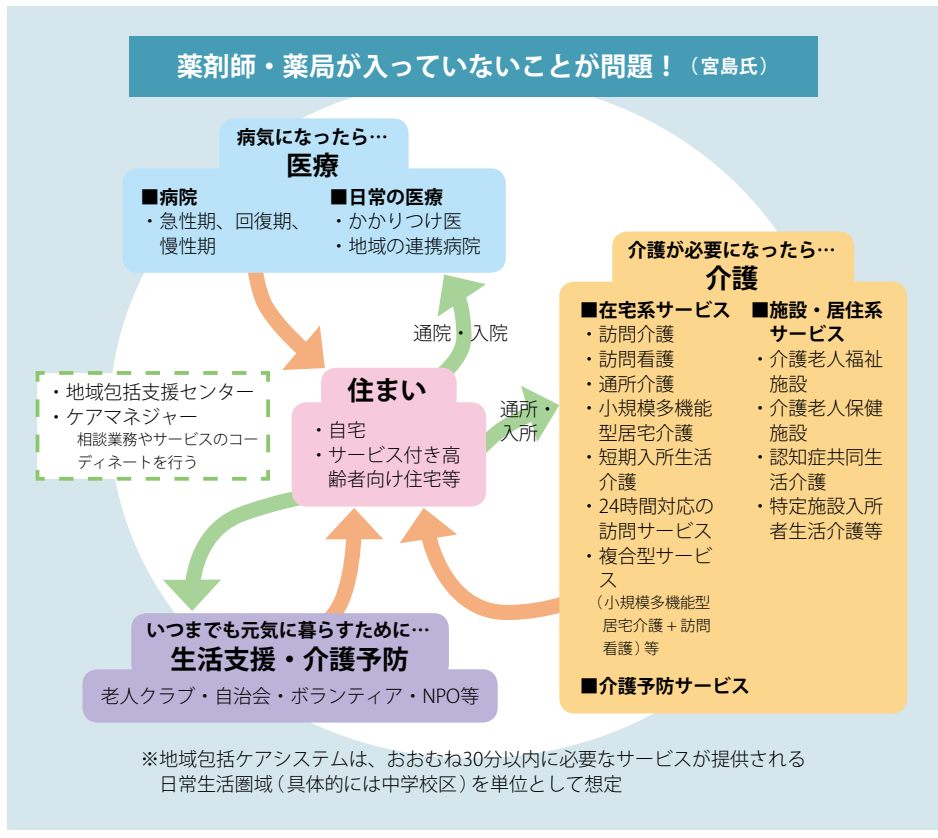 薬剤師・薬局が入っていないことが問題！（宮島氏）
病気になったら…
医療
■病院
・急性期、回復期、
慢性期
■日常の医療
・かかりつけ医
・地域の連携病院
介護が必要になったら…
介護
■在宅系サービス
・訪問介護
・訪問看護
・通所介護
・小規模多機能
型居宅介護
・短期入所生活
介護
・24時間対応の
訪問サービス
・複合型サービ
ス
（小規模多機能型
居宅介護＋訪問
看護）等
■施設・居住系
サービス
・介護老人福祉
施設
・介護老人保健
施設
・認知症共同生
活介護
・特定施設入所
者生活介護等
■介護予防サービス
通院・入院
通所・
入所
・地域包括支援センター
・ケアマネジャー
相談業務やサービスのコー
ディネートを行う
住まい
・自宅
・サービス付き高
齢者向け住宅等
いつまでも元気に暮らすために…
生活支援・介護予防
老人クラブ・自治会・ボランティア・NPO等
※地域包括ケアシステムは、おおむね30分以内に必要なサービスが提供される
日常生活圏域（具体的には中学校区）を単位として想定